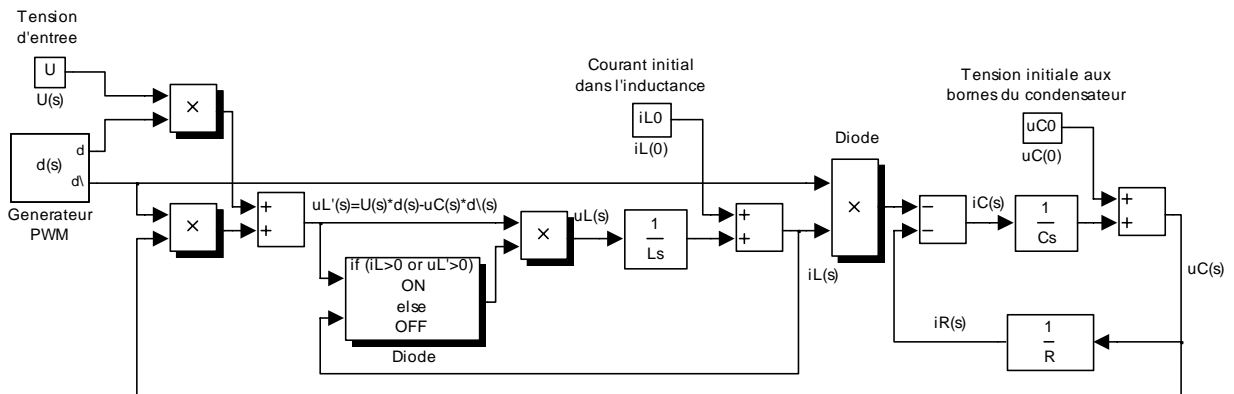 Tension
d'entree
U
U(s)
×
d(s)
d
d\
Generateur
PWM
×
+
+
uL'(s)=U(s)*d(s)-uC(s)*d\(s)
if (iL>0 or uL'>0)
ON
else
OFF
Diode
×
uL(s)
1
Ls
Courant initial
dans l'inductance
iL0
iL(0)
+
+
iL(s)
Diode
×
−
−
iC(s)
1
Cs
Tension initiale aux
bornes du condensateur
uC0
uC(0)
+
+
uC(s)
iR(s)
1
R